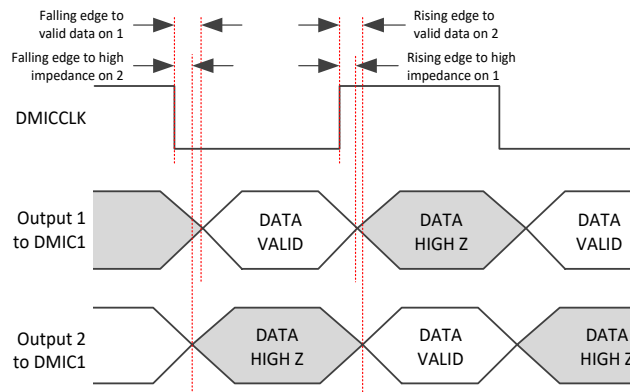 Falling edge to
valid data on 1
Rising edge to
valid data on 2
Falling edge to high
impedance on 2
Rising edge to high
impedance on 1
DMICCLK
Output 1
to DMIC1
DATA
VALID
DATA
HIGH Z
DATA
VALID
Output 2
to DMIC1
DATA
HIGH Z
DATA
VALID
DATA
HIGH Z